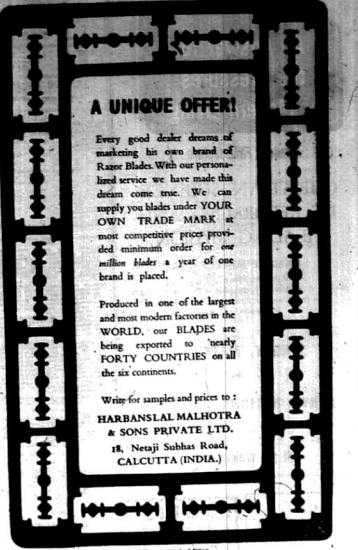 A UNIQUE OFFER!
Every good dealer dreams of
marketing his own brand of
Razor Blades. With our persona-
lized service we have made this
dream come true. We can
supply you blades under YOUR
OWN TRADE MARK at
most competitive prices provi-
ded minimum order for one
million blades a year of one
brand is placed.
Produced in one of the largest
and most modern factories in the
WORLD, our BLADES are
being exported to nearly
FORTY COUNTRIES on all
the six continents.
Write for samples and prices to :
HARBANSLAL MALHOTRA
& SONS PRIVATE LTD.
18, Netaji Subhas Road,
CALCUTTA (INDIA.)